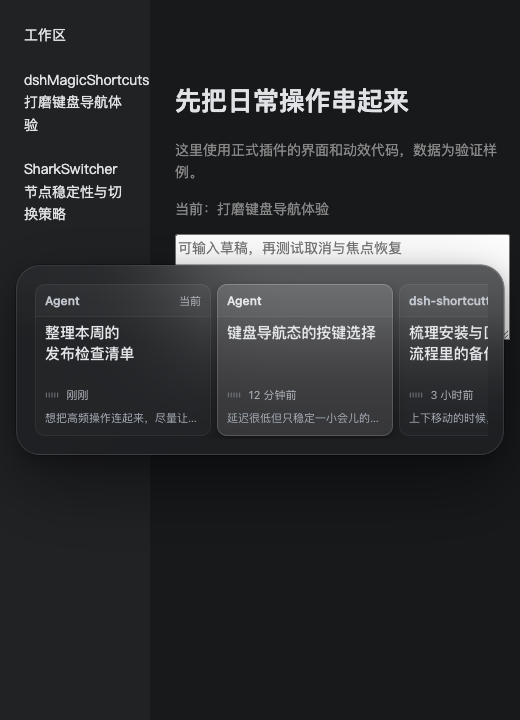 工作区
dshMagicShortcuts
打磨键盘导航体
验
SharkSwitcher
节点稳定性与切
换策略
先把日常操作串起来
这里使用正式插件的界面和动效代码，数据为验证样
例。
当前：打磨键盘导航体验
可输入草稿，再测试取消与焦点恢复
Agent 当前
整理本周的
发布检查清单
刚刚
想把高频操作连起来，尽量让...
Agent
键盘导航态的按键选择
12 分钟前
延迟很低但只稳定一小会儿的...
dsh-shortcut
梳理安装与
流程里的备
3 小时前
上下移动的时候,